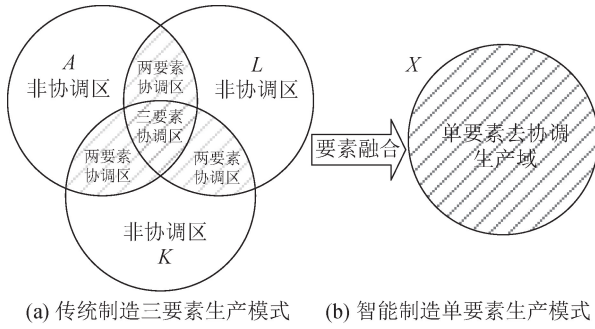 A
非协调区
两要素
协调区
L
非协调区
三要素
协调区
两要素
协调区
两要素
协调区
非协调区
K
要素融合
X
单要素去协调
生产域
(a) 传统制造三要素生产模式
(b) 智能制造单要素生产模式